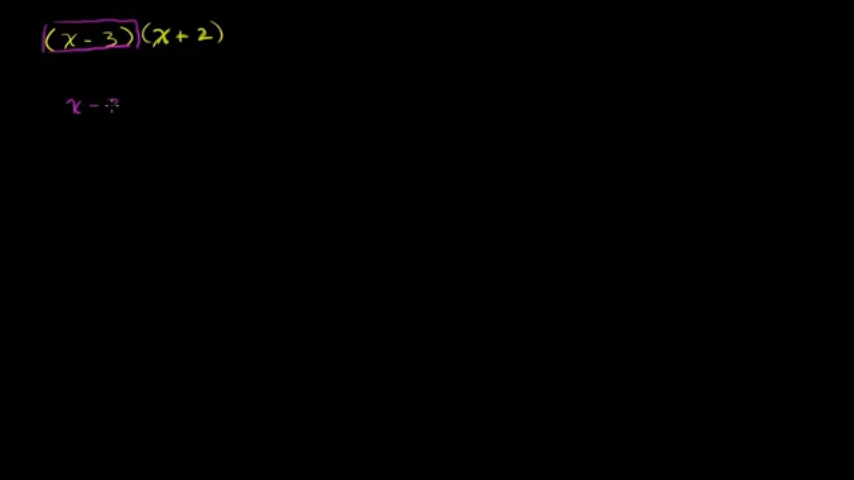 (x - 3)(x + 2)
x -